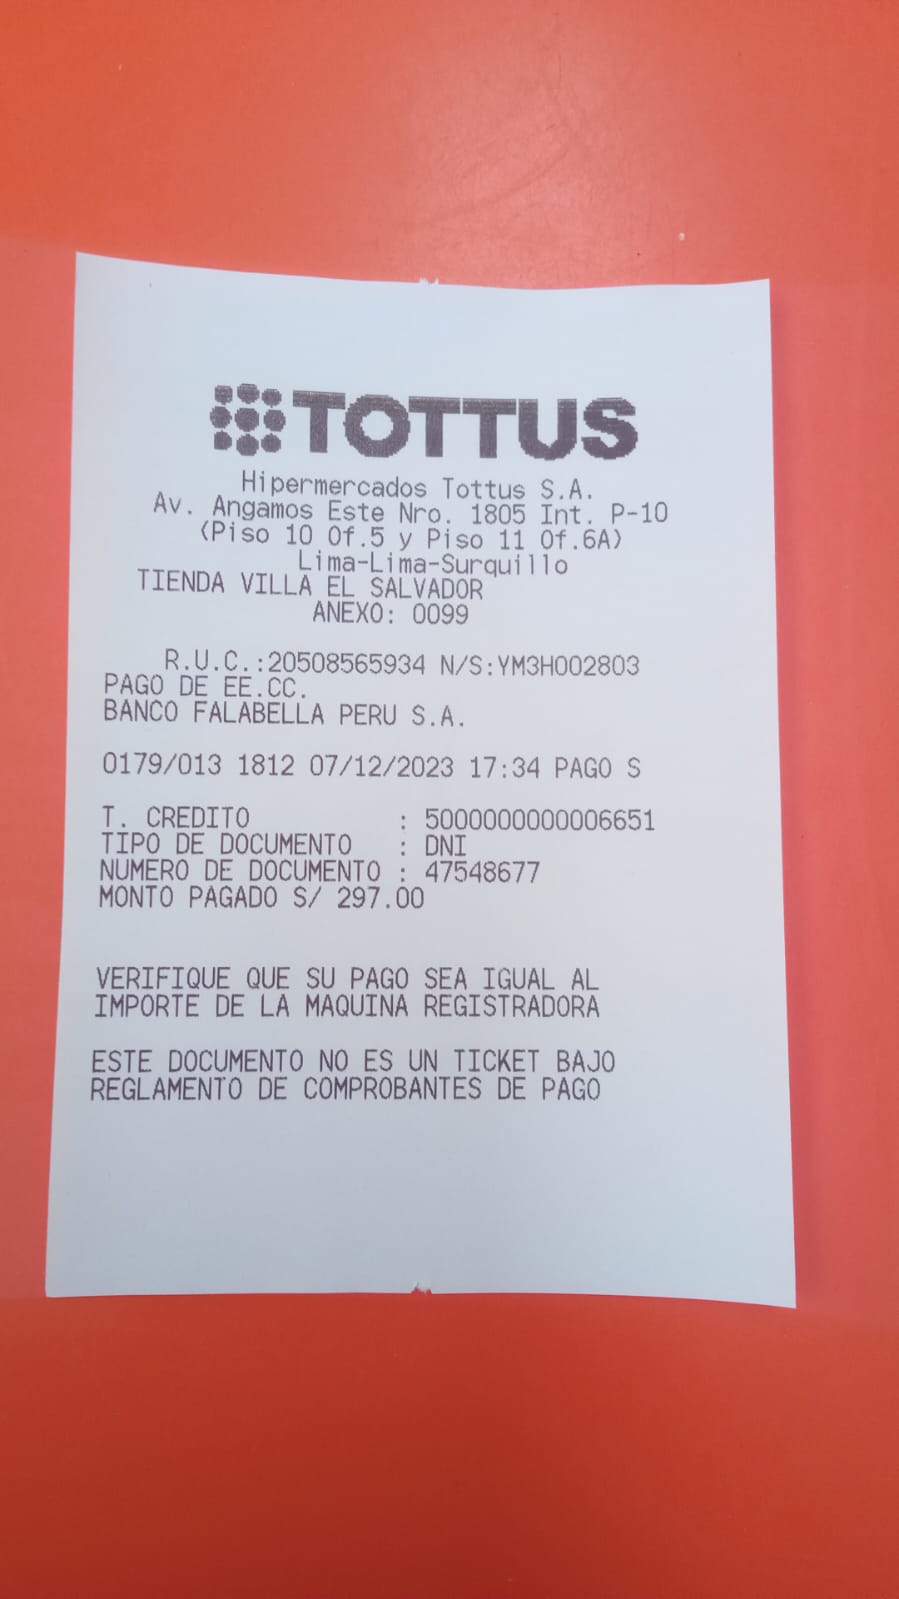 TOTTUS
Hipermercados Tottus S.A.
Av. Angamos Este Nro. 1805 Int. P-10
(Piso 10 Of.5 y Piso 11 Of.6A)
Lima-Lima-Surquillo
TIENDA VILLA EL SALVADOR
ANEXO: 0099
R.U.C.:20508565934 N/S:YM3H002803
PAGO DE EE.CC.
BANCO FALABELLA PERU S.A.
0179/013 1812 07/12/2023 17:34 PAGO S
T. CREDITO : 5000000000006651
TIPO DE DOCUMENTO : DNI
NUMERO DE DOCUMENTO : 47548677
MONTO PAGADO S/ 297.00
VERIFIQUE QUE SU PAGO SEA IGUAL AL
IMPORTE DE LA MAQUINA REGISTRADORA
ESTE DOCUMENTO NO ES UN TICKET BAJO
REGLAMENTO DE COMPROBANTES DE PAGO